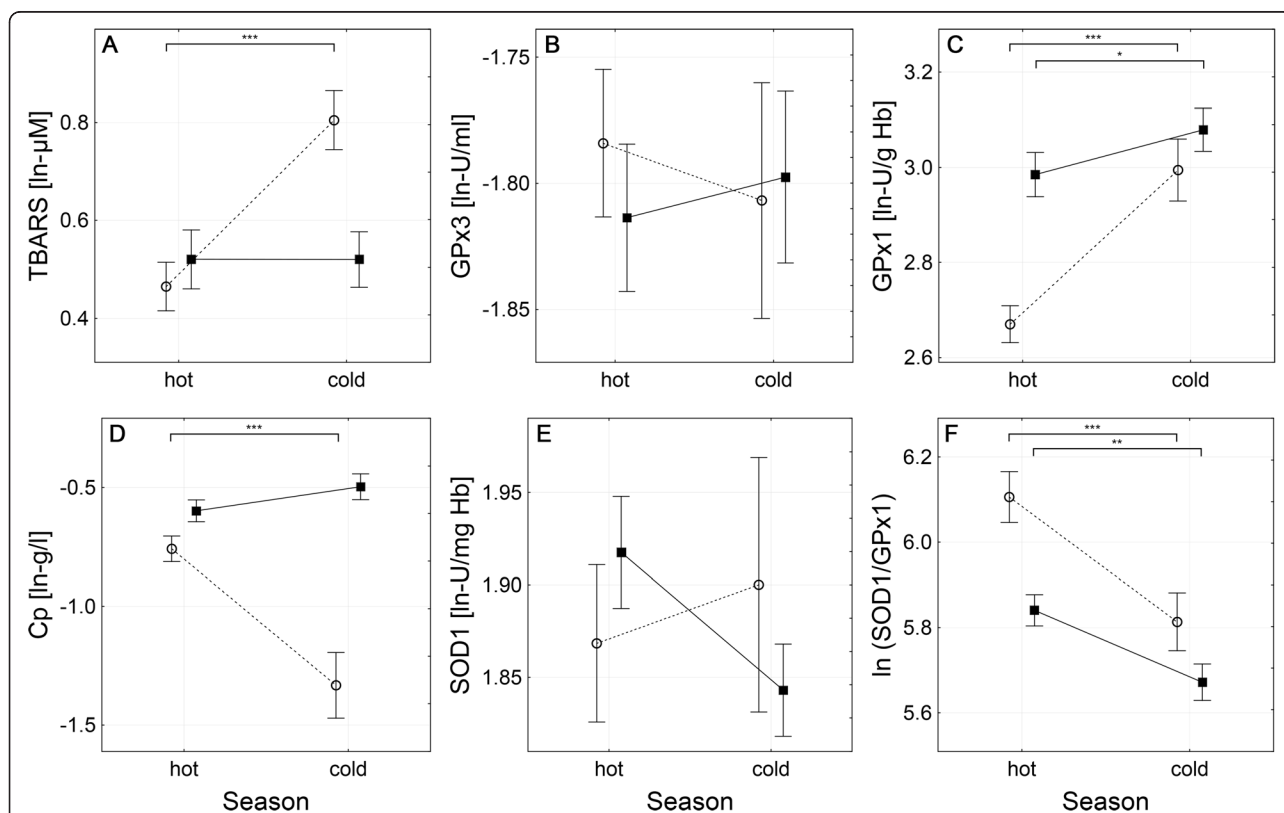 A
***
TBARS [ln-µM]
0.8
0.6
0.4
hot cold
B
GPx3 [ln-U/ml]
-1.75
-1.80
-1.85
hot cold
C
***
*
GPx1 [ln-U/g Hb]
3.2
3.0
2.8
2.6
hot cold
D
***
Cp [ln-g/l]
-0.5
-1.0
-1.5
hot cold
Season
E
SOD1 [ln-U/mg Hb]
1.95
1.90
1.85
hot cold
Season
F
***
**
ln (SOD1/GPx1)
6.2
6.0
5.8
5.6
hot cold
Season